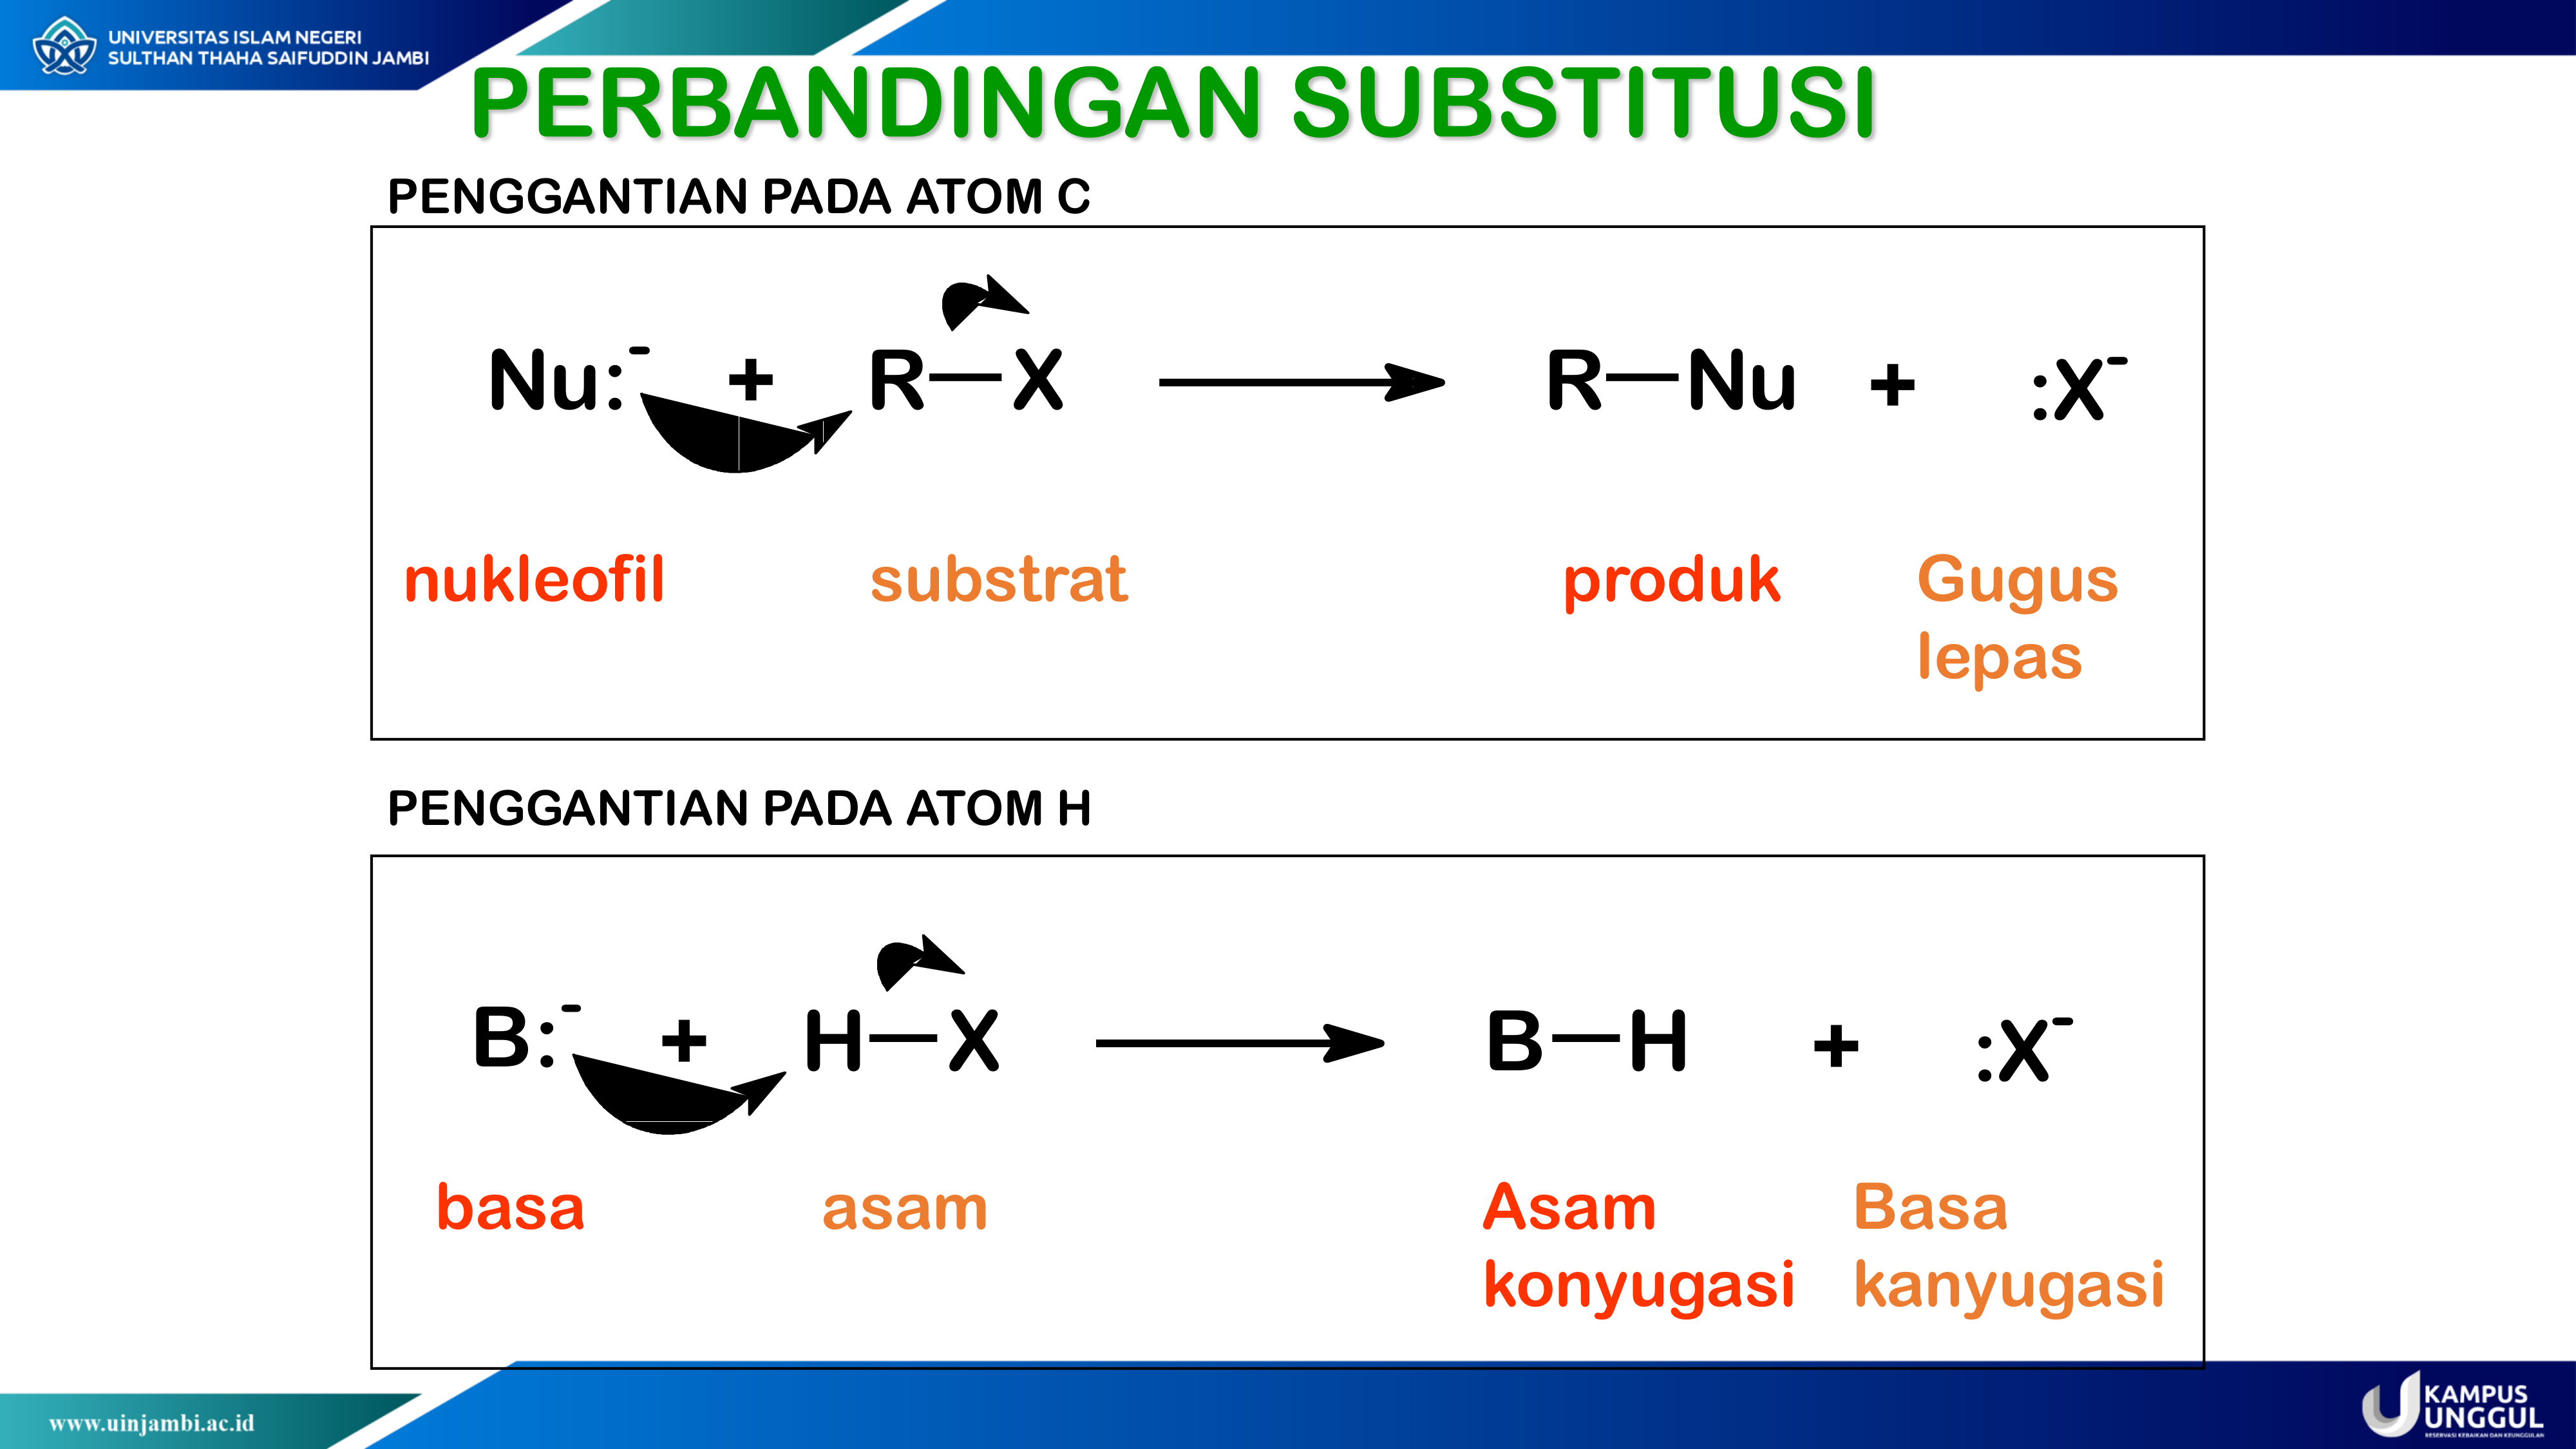 UNIVERSITAS ISLAM NEGERI
SULTHAN THAHA SAIFUDDIN JAMBI
PERBANDINGAN SUBSTITUSI
PENGGANTIAN PADA ATOM C
Nu:⁻ + R—X → R—Nu + :X⁻
nukleofil substrat produk Gugus
lepas
PENGGANTIAN PADA ATOM H
B:⁻ + H—X → B—H + :X⁻
basa asam Asam Basa
konyugasi kanyugasi
www.uinjambi.ac.id
KAMPUS
UNGGUL
RESERVASI KEBAIKAN DAN KEUNGGULAN